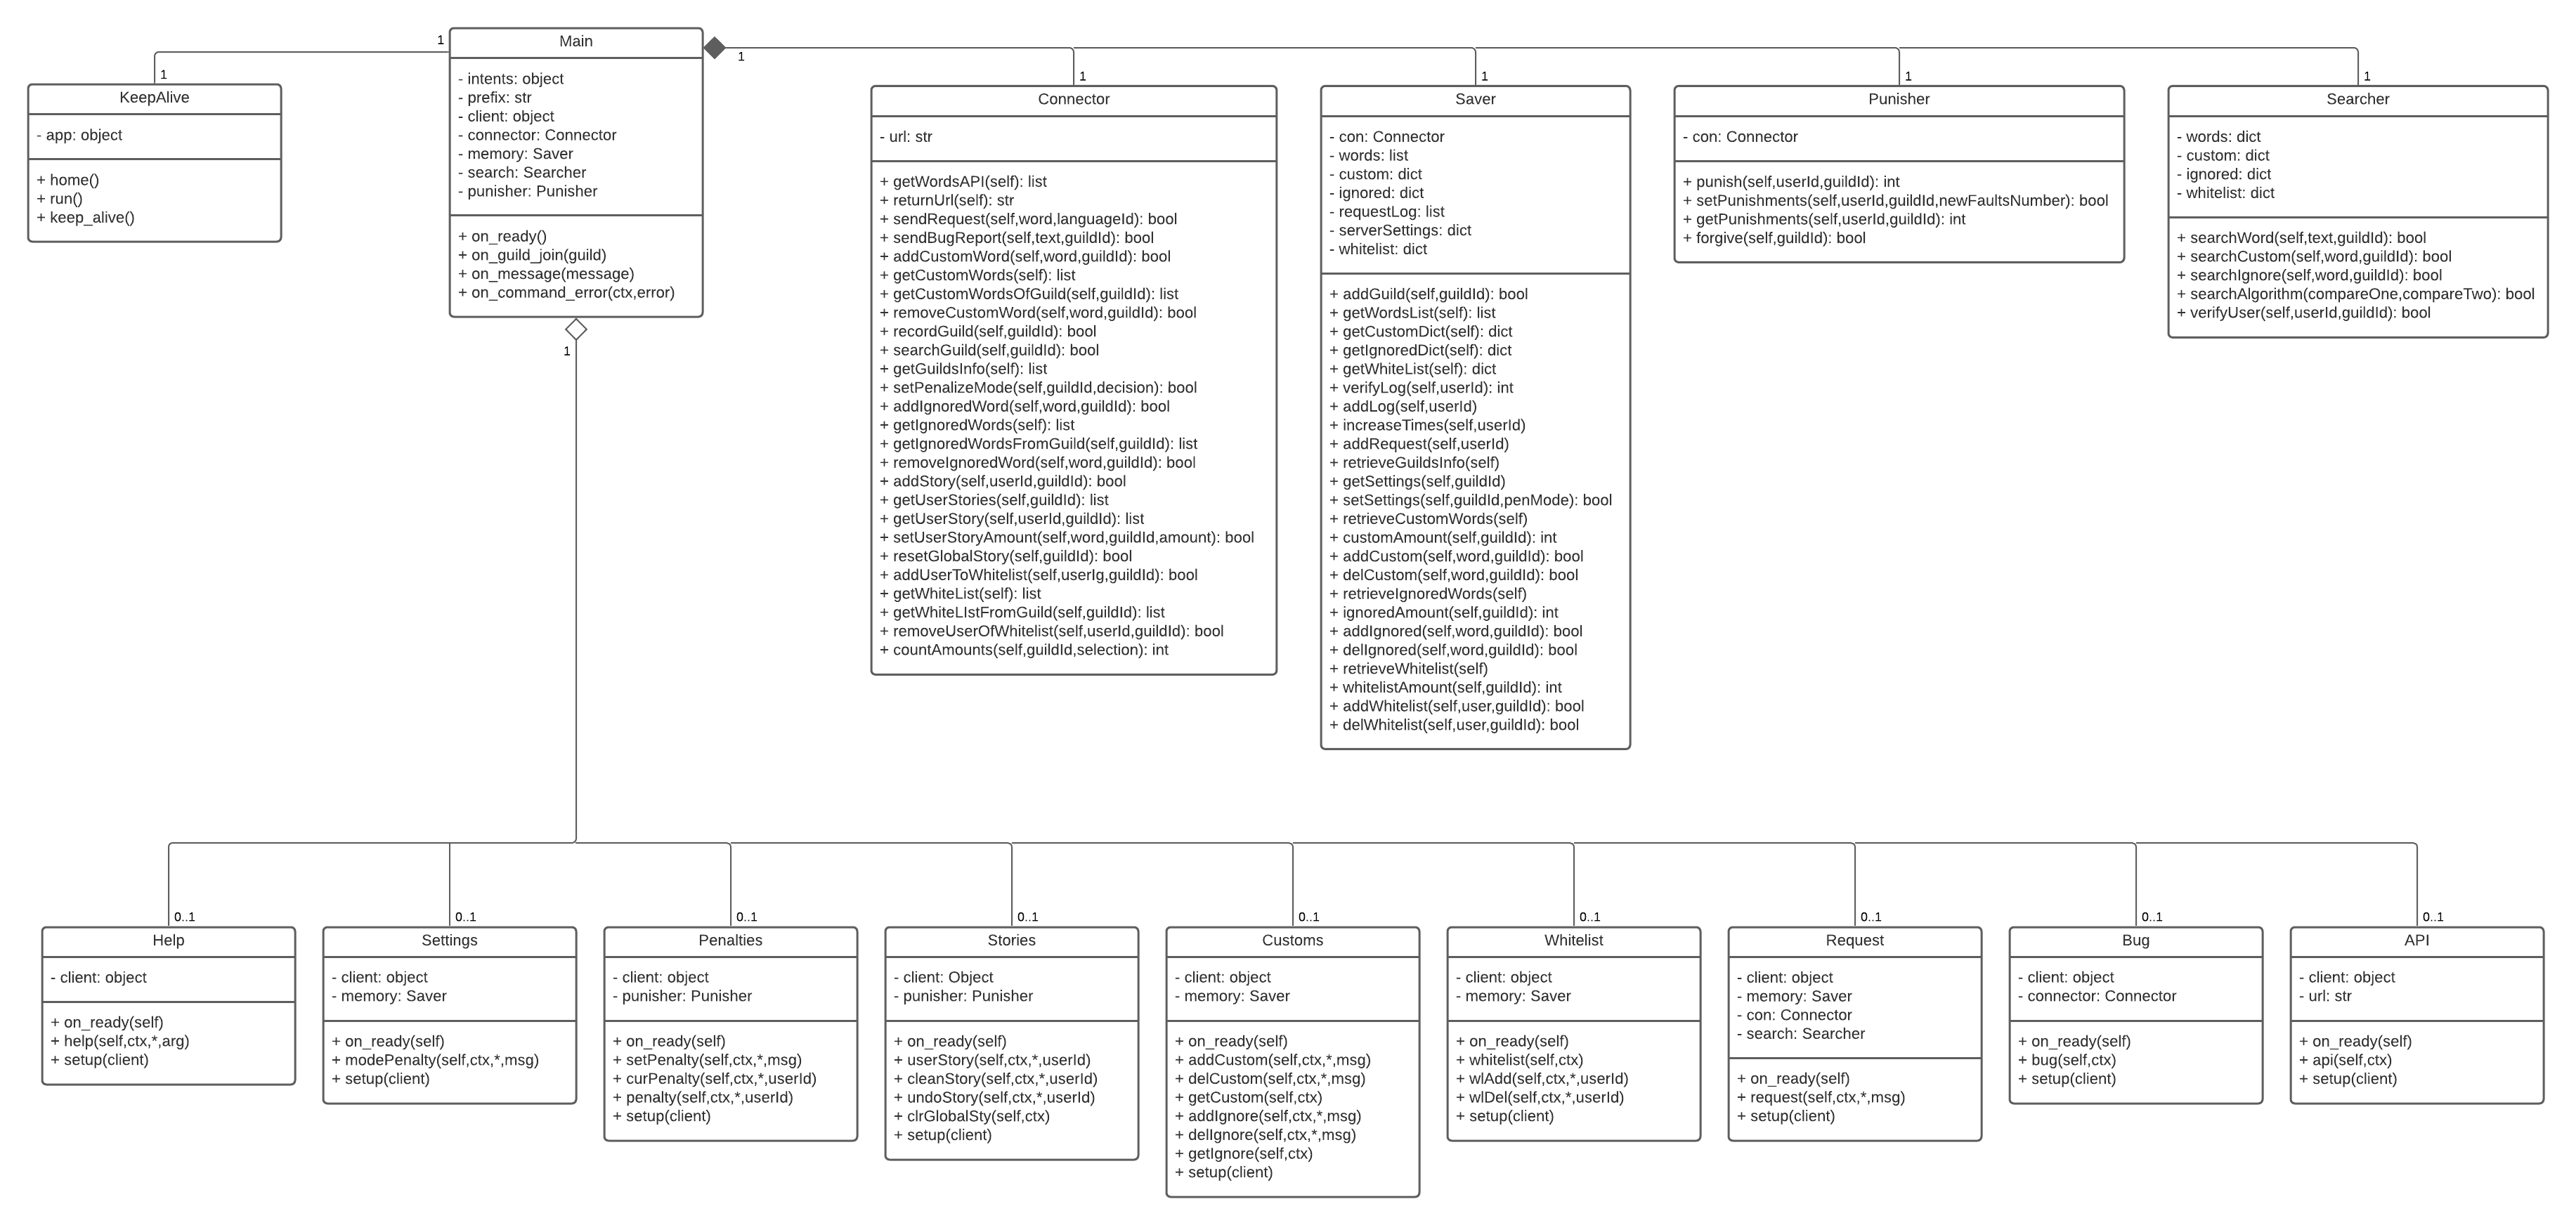 1
Main
- intents: object
- prefix: str
- client: object
- connector: Connector
- memory: Saver
- search: Searcher
- punisher: Punisher
+ on_ready()
+ on_guild_join(guild)
+ on_message(message)
+ on_command_error(ctx,error)
1
1
1
KeepAlive
- app: object
+ home()
+ run()
+ keep_alive()
1
Connector
- url: str
+ getWordsAPI(self): list
+ returnUrl(self): str
+ sendRequest(self,word,languageId): bool
+ sendBugReport(self,text,guildId): bool
+ addCustomWord(self,word,guildId): bool
+ getCustomWords(self): list
+ getCustomWordsOfGuild(self,guildId): list
+ removeCustomWord(self,word,guildId): bool
+ recordGuild(self,guildId): bool
+ searchGuild(self,guildId): bool
+ getGuildsInfo(self): list
+ setPenalizeMode(self,guildId,decision): bool
+ addIgnoredWord(self,word,guildId): bool
+ getIgnoredWords(self): list
+ getIgnoredWordsFromGuild(self,guildId): list
+ removeIgnoredWord(self,word,guildId): bool
+ addStory(self,userId,guildId): bool
+ getUserStories(self,guildId): list
+ getUserStory(self,userId,guildId): list
+ setUserStoryAmount(self,word,guildId,amount): bool
+ resetGlobalStory(self,guildId): bool
+ addUserToWhitelist(self,userIg,guildId): bool
+ getWhiteList(self): list
+ getWhiteLIstFromGuild(self,guildId): list
+ removeUserOfWhitelist(self,userId,guildId): bool
+ countAmounts(self,guildId,selection): int
1
Saver
- con: Connector
- words: list
- custom: dict
- ignored: dict
- requestLog: list
- serverSettings: dict
- whitelist: dict
+ addGuild(self,guildId): bool
+ getWordsList(self): list
+ getCustomDict(self): dict
+ getIgnoredDict(self): dict
+ getWhiteList(self): dict
+ verifyLog(self,userId): int
+ addLog(self,userId)
+ increaseTimes(self,userId)
+ addRequest(self,userId)
+ retrieveGuildsInfo(self)
+ getSettings(self,guildId)
+ setSettings(self,guildId,penMode): bool
+ retrieveCustomWords(self)
+ customAmount(self,guildId): int
+ addCustom(self,word,guildId): bool
+ delCustom(self,word,guildId): bool
+ retrieveIgnoredWords(self)
+ ignoredAmount(self,guildId): int
+ addIgnored(self,word,guildId): bool
+ delIgnored(self,word,guildId): bool
+ retrieveWhitelist(self)
+ whitelistAmount(self,guildId): int
+ addWhitelist(self,user,guildId): bool
+ delWhitelist(self,user,guildId): bool
1
Punisher
- con: Connector
+ punish(self,userId,guildId): int
+ setPunishments(self,userId,guildId,newFaultsNumber): bool
+ getPunishments(self,userId,guildId): int
+ forgive(self,guildId): bool
1
Searcher
- words: dict
- custom: dict
- ignored: dict
- whitelist: dict
+ searchWord(self,text,guildId): bool
+ searchCustom(self,word,guildId): bool
+ searchIgnore(self,word,guildId): bool
+ searchAlgorithm(compareOne,compareTwo): bool
+ verifyUser(self,userId,guildId): bool
0..1
Help
- client: object
+ on_ready(self)
+ help(self,ctx,*,arg)
+ setup(client)
0..1
Settings
- client: object
- memory: Saver
+ on_ready(self)
+ modePenalty(self,ctx,*,msg)
+ setup(client)
0..1
Penalties
- client: object
- punisher: Punisher
+ on_ready(self)
+ setPenalty(self,ctx,*,msg)
+ curPenalty(self,ctx,*,userId)
+ penalty(self,ctx,*,userId)
+ setup(client)
0..1
Stories
- client: Object
- punisher: Punisher
+ on_ready(self)
+ userStory(self,ctx,*,userId)
+ cleanStory(self,ctx,*,userId)
+ undoStory(self,ctx,*,userId)
+ clrGlobalSty(self,ctx)
+ setup(client)
0..1
Customs
- client: object
- memory: Saver
+ on_ready(self)
+ addCustom(self,ctx,*,msg)
+ delCustom(self,ctx,*,msg)
+ getCustom(self,ctx)
+ addIgnore(self,ctx,*,msg)
+ delIgnore(self,ctx,*,msg)
+ getIgnore(self,ctx)
+ setup(client)
0..1
Whitelist
- client: object
- memory: Saver
+ on_ready(self)
+ whitelist(self,ctx)
+ wlAdd(self,ctx,*,userId)
+ wlDel(self,ctx,*,userId)
+ setup(client)
0..1
Request
- client: object
- memory: Saver
- con: Connector
- search: Searcher
+ on_ready(self)
+ request(self,ctx,*,msg)
+ setup(client)
0..1
Bug
- client: object
- connector: Connector
+ on_ready(self)
+ bug(self,ctx)
+ setup(client)
0..1
API
- client: object
- url: str
+ on_ready(self)
+ api(self,ctx)
+ setup(client)